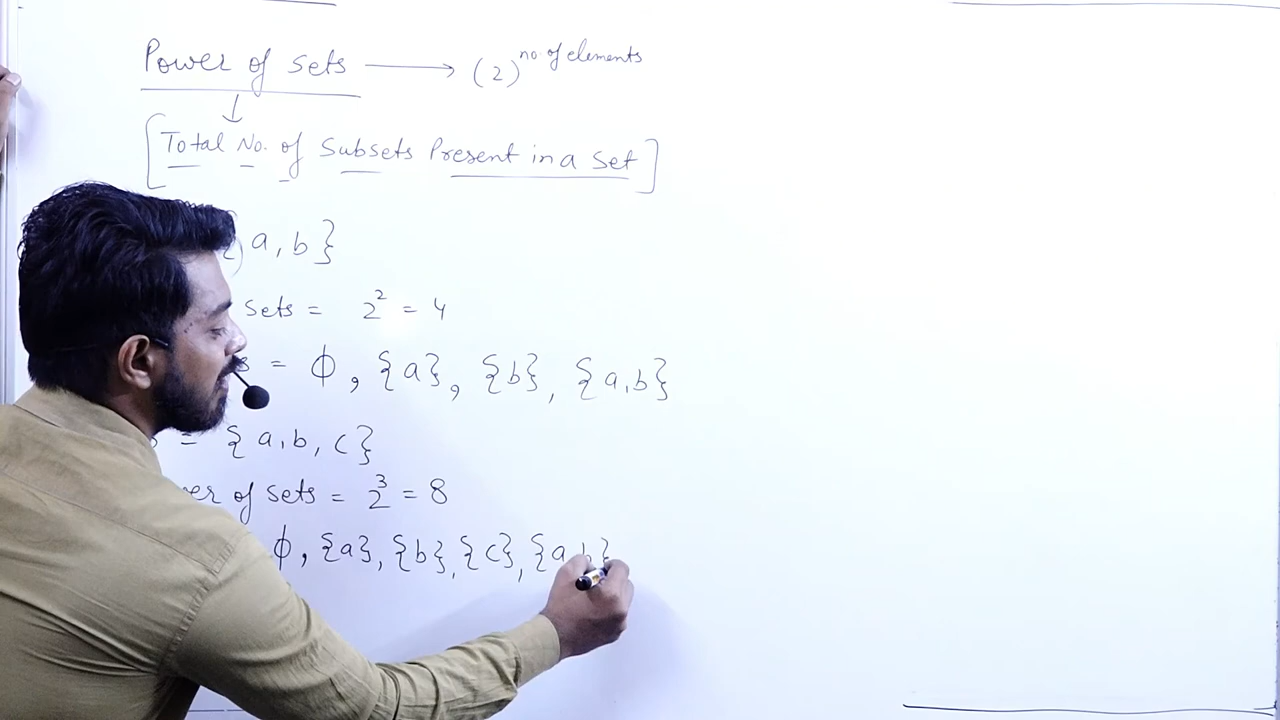 Power of sets ⟶ (2)^no. of elements
↓
[Total No. of Subsets Present in a Set]
a, b}
sets = 2² = 4
= ϕ, {a}, {b}, {a,b}
= {a, b, c}
of sets = 2³ = 8
ϕ, {a}, {b}, {c}, {a,b}